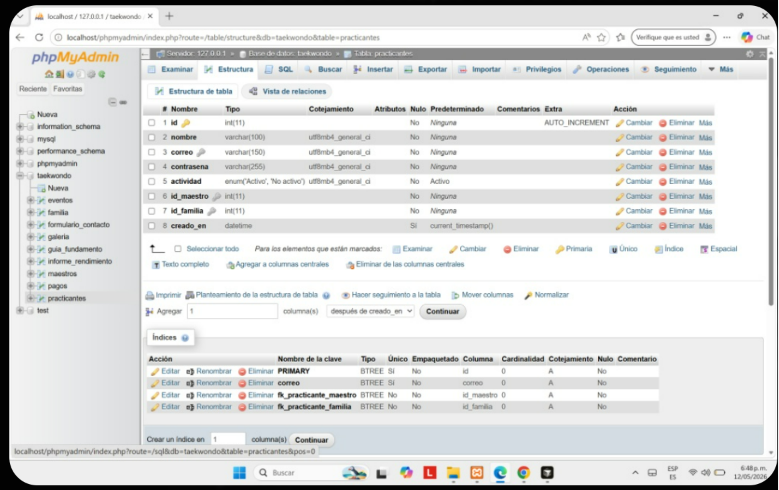 localhost / 127.0.0.1 / taekwondo
localhost/phpmyadmin/index.php?route=/table/structure&db=taekwondo&table=practicantes
Verifique que es usted
Chat
phpMyAdmin
Reciente Favoritas
Nueva
information_schema
mysql
performance_schema
phpmyadmin
taekwondo
Nueva
eventos
familia
formulario_contacto
galeria
guia_fundamento
informe_rendimiento
maestros
pagos
practicantes
test
Servidor: 127.0.0.1 » Base de datos: taekwondo » Tabla: practicantes
Examinar Estructura SQL Buscar Insertar Exportar Importar Privilegios Operaciones Seguimiento Más
Estructura de tabla Vista de relaciones
# Nombre Tipo Cotejamiento Atributos Nulo Predeterminado Comentarios Extra Acción
1 id int(11) No Ninguna AUTO_INCREMENT Cambiar Eliminar Más
2 nombre varchar(100) utf8mb4_general_ci No Ninguna Cambiar Eliminar Más
3 correo varchar(150) utf8mb4_general_ci No Ninguna Cambiar Eliminar Más
4 contrasena varchar(255) utf8mb4_general_ci No Ninguna Cambiar Eliminar Más
5 actividad enum('Activo', 'No activo') utf8mb4_general_ci No Activo Cambiar Eliminar Más
6 id_maestro int(11) No Ninguna Cambiar Eliminar Más
7 id_familia int(11) No Ninguna Cambiar Eliminar Más
8 creado_en datetime Sí current_timestamp() Cambiar Eliminar Más
Seleccionar todo Para los elementos que están marcados: Examinar Cambiar Eliminar Primaria Único Índice Espacial
Texto completo Agregar a columnas centrales Eliminar de las columnas centrales
Imprimir Planteamiento de la estructura de tabla Hacer seguimiento a la tabla Mover columnas Normalizar
Agregar 1 columna(s) después de creado_en Continuar
Índices
Acción Nombre de la clave Tipo Único Empaquetado Columna Cardinalidad Cotejamiento Nulo Comentario
Editar Renombrar Eliminar PRIMARY BTREE Sí No id 0 A No
Editar Renombrar Eliminar correo BTREE Sí No correo 0 A No
Editar Renombrar Eliminar fk_practicante_maestro BTREE No No id_maestro 0 A No
Editar Renombrar Eliminar fk_practicante_familia BTREE No No id_familia 0 A No
Crear un índice en 1 columna(s) Continuar
localhost/phpmyadmin/index.php?route=/sql&db=taekwondo&table=practicantes&pos=0
Buscar
ESP
ES
6:48 p.m.
12/05/2026